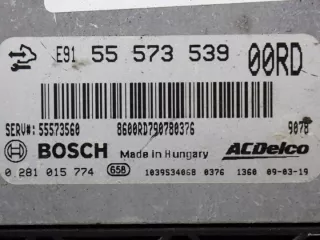 E91 55 573 539 00RD
SERV#: 55573560 8600RD790780376 9078
BOSCH Made in Hungary ACDelco
0 281 015 774 658 1039S34068 0376 1360 09-03-19